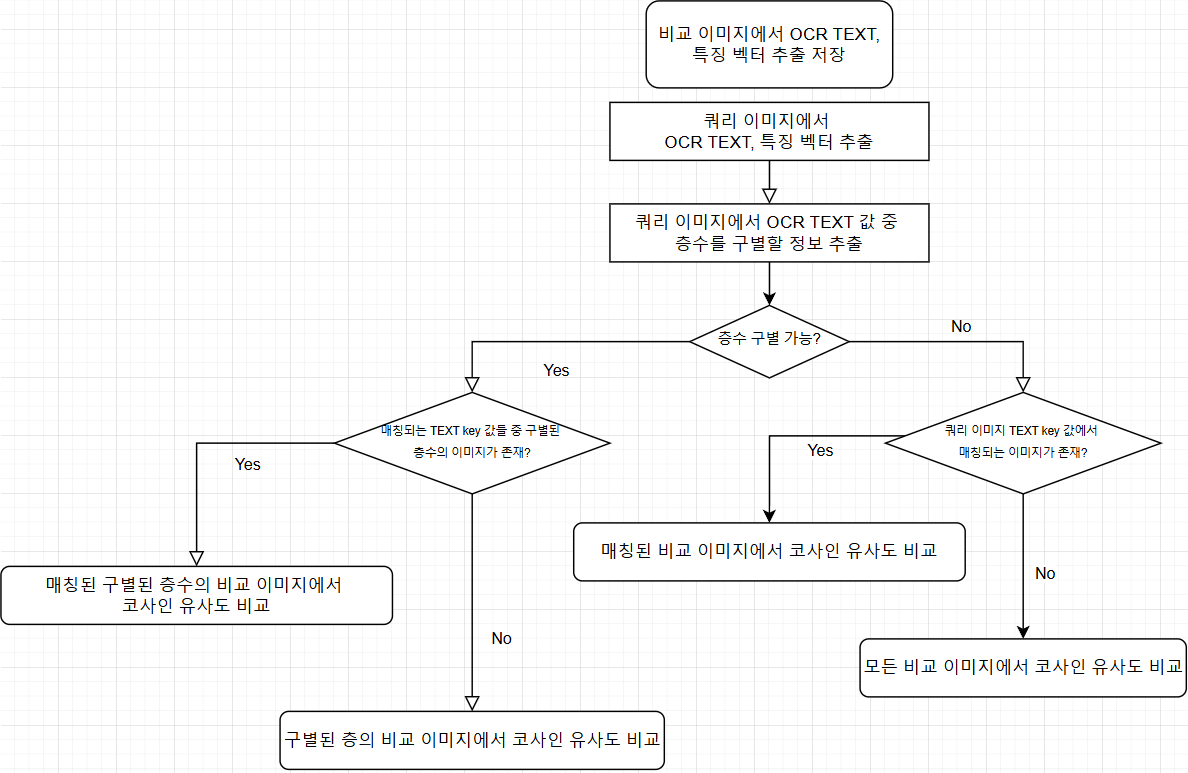 비교 이미지에서 OCR TEXT,
특징 벡터 추출 저장
쿼리 이미지에서
OCR TEXT, 특징 벡터 추출
쿼리 이미지에서 OCR TEXT 값 중
층수를 구별할 정보 추출
층수 구별 가능?
No
Yes
매칭되는 TEXT key 값들 중 구별된
층수의 이미지가 존재?
쿼리 이미지 TEXT key 값에서
매칭되는 이미지가 존재?
Yes
Yes
매칭된 비교 이미지에서 코사인 유사도 비교
No
매칭된 구별된 층수의 비교 이미지에서
코사인 유사도 비교
No
모든 비교 이미지에서 코사인 유사도 비교
구별된 층의 비교 이미지에서 코사인 유사도 비교